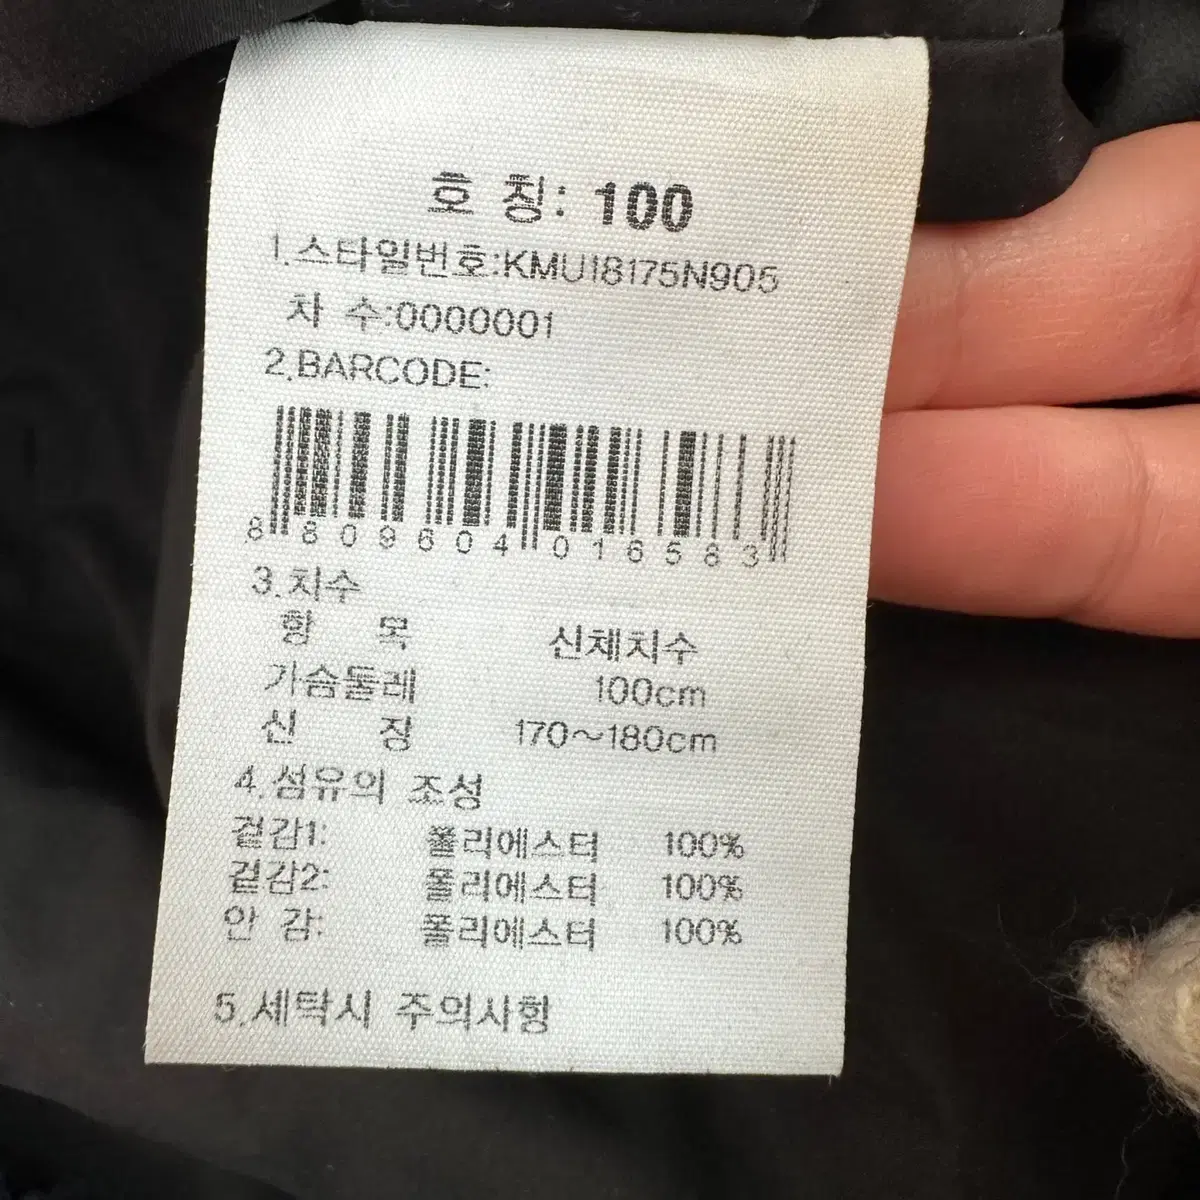 호 칭: 100
1.스타일번호:KMU18175N905
차 수:0000001
2.BARCODE:
8 809604 016583
3.치수
항 목 신체치수
가슴둘레 100cm
신 장 170~180cm
4.섬유의 조성
겉감1: 폴리에스터 100%
겉감2: 폴리에스터 100%
안 감: 폴리에스터 100%
5.세탁시 주의사항